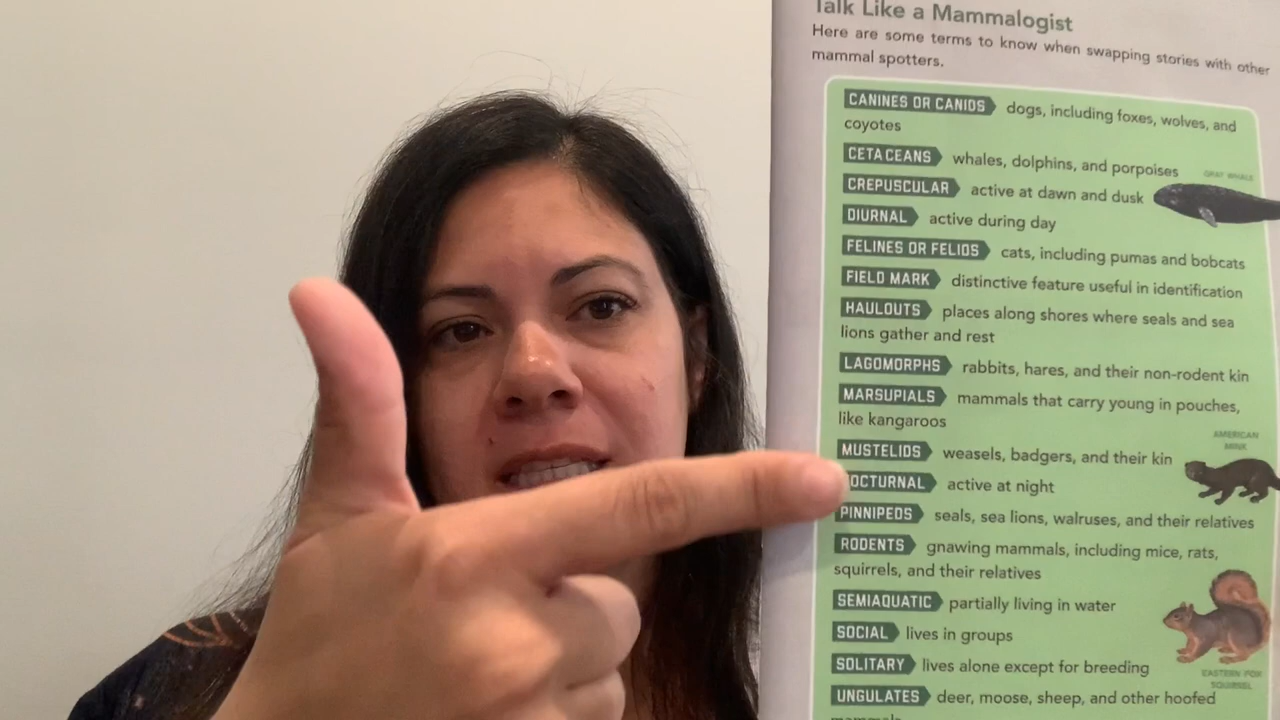 Talk Like a Mammalogist
Here are some terms to know when swapping stories with other
mammal spotters.
CANINES OR CANIDS dogs, including foxes, wolves, and
coyotes
CETACEANS whales, dolphins, and porpoises
GRAY WHALE
CREPUSCULAR active at dawn and dusk
DIURNAL active during day
FELINES OR FELIDS cats, including pumas and bobcats
FIELD MARK distinctive feature useful in identification
HAULOUTS places along shores where seals and sea
lions gather and rest
LAGOMORPHS rabbits, hares, and their non-rodent kin
MARSUPIALS mammals that carry young in pouches,
like kangaroos
AMERICAN
MINK
MUSTELIDS weasels, badgers, and their kin
OCTURNAL active at night
PINNIPEDS seals, sea lions, walruses, and their relatives
RODENTS gnawing mammals, including mice, rats,
squirrels, and their relatives
SEMIAQUATIC partially living in water
SOCIAL lives in groups
SOLITARY lives alone except for breeding
EASTERN FOX
SQUIRREL
UNGULATES deer, moose, sheep, and other hoofed
mammals